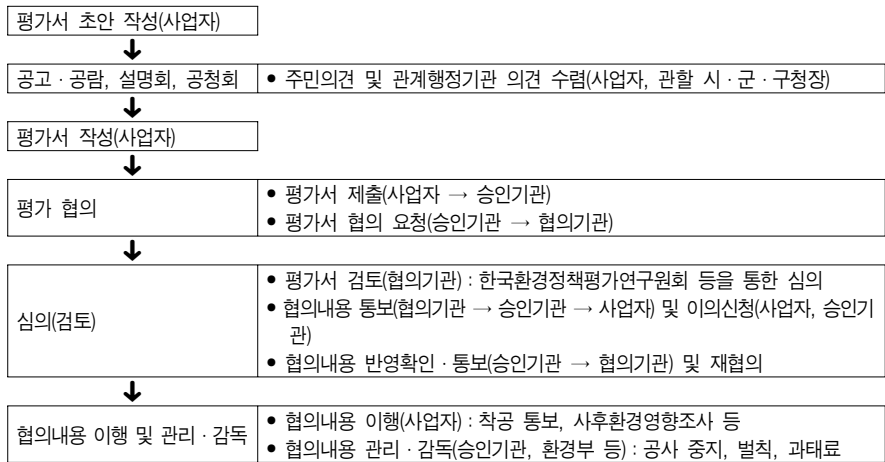 평가서 초안 작성(사업자)
공고 · 공람, 설명회, 공청회
• 주민의견 및 관계행정기관 의견 수렴(사업자, 관할 시 · 군 · 구청장)
평가서 작성(사업자)
평가 협의
• 평가서 제출(사업자 → 승인기관)
• 평가서 협의 요청(승인기관 → 협의기관)
심의(검토)
• 평가서 검토(협의기관) : 한국환경정책평가연구원회 등을 통한 심의
• 협의내용 통보(협의기관 → 승인기관 → 사업자) 및 이의신청(사업자, 승인기
관)
• 협의내용 반영확인 · 통보(승인기관 → 협의기관) 및 재협의
협의내용 이행 및 관리 · 감독
• 협의내용 이행(사업자) : 착공 통보, 사후환경영향조사 등
• 협의내용 관리 · 감독(승인기관, 환경부 등) : 공사 중지, 벌칙, 과태료